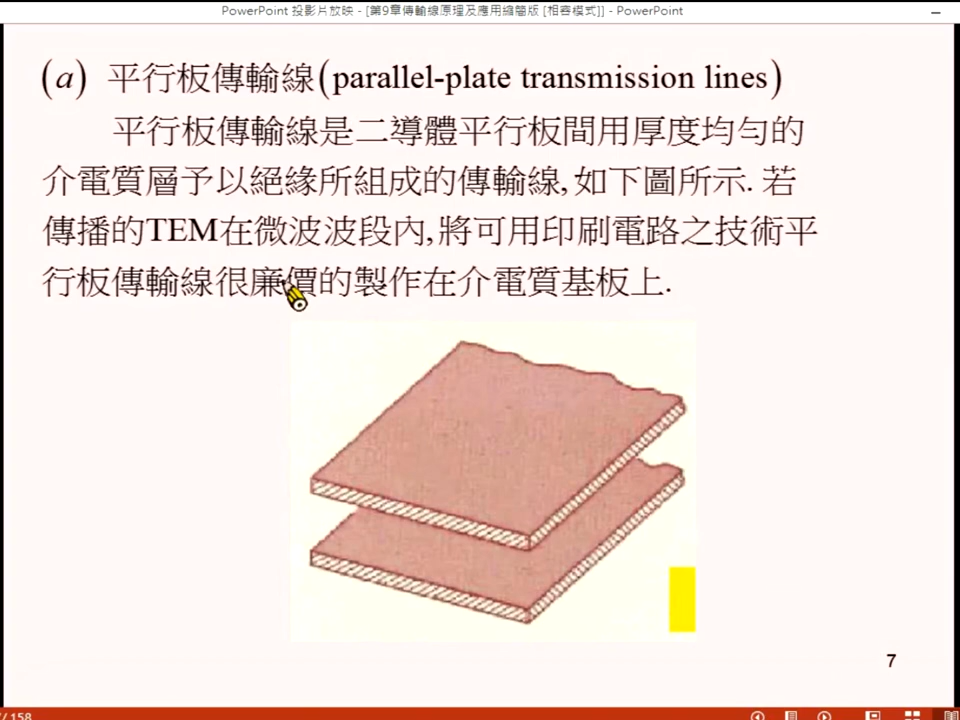 PowerPoint 投影片放映 - [第9章傳輸線原理及應用縮簡版 [相容模式]] - PowerPoint
(a) 平行板傳輸線(parallel-plate transmission lines)
平行板傳輸線是二導體平行板間用厚度均勻的
介電質層予以絕緣所組成的傳輸線, 如下圖所示. 若
傳播的TEM在微波波段內, 將可用印刷電路之技術平
行板傳輸線很廉價的製作在介電質基板上.
7
/ 158